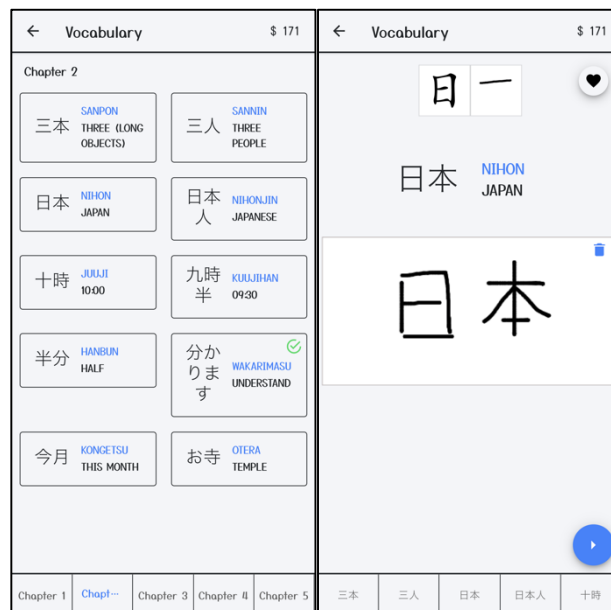 Vocabulary $ 171
Chapter 2
三本 SANPON THREE (LONG OBJECTS)
三人 SANNIN THREE PEOPLE
日本 NIHON JAPAN
日本人 NIHONJIN JAPANESE
十時 JUUJI 10:00
九時半 KUUJIHAN 09:30
半分 HANBUN HALF
分かります WAKARIMASU UNDERSTAND
今月 KONGETSU THIS MONTH
お寺 OTERA TEMPLE
Chapter 1 Chapt... Chapter 3 Chapter 4 Chapter 5
Vocabulary $ 171
日 一
日本 NIHON JAPAN
日本
三本 三人 日本 日本人 十時